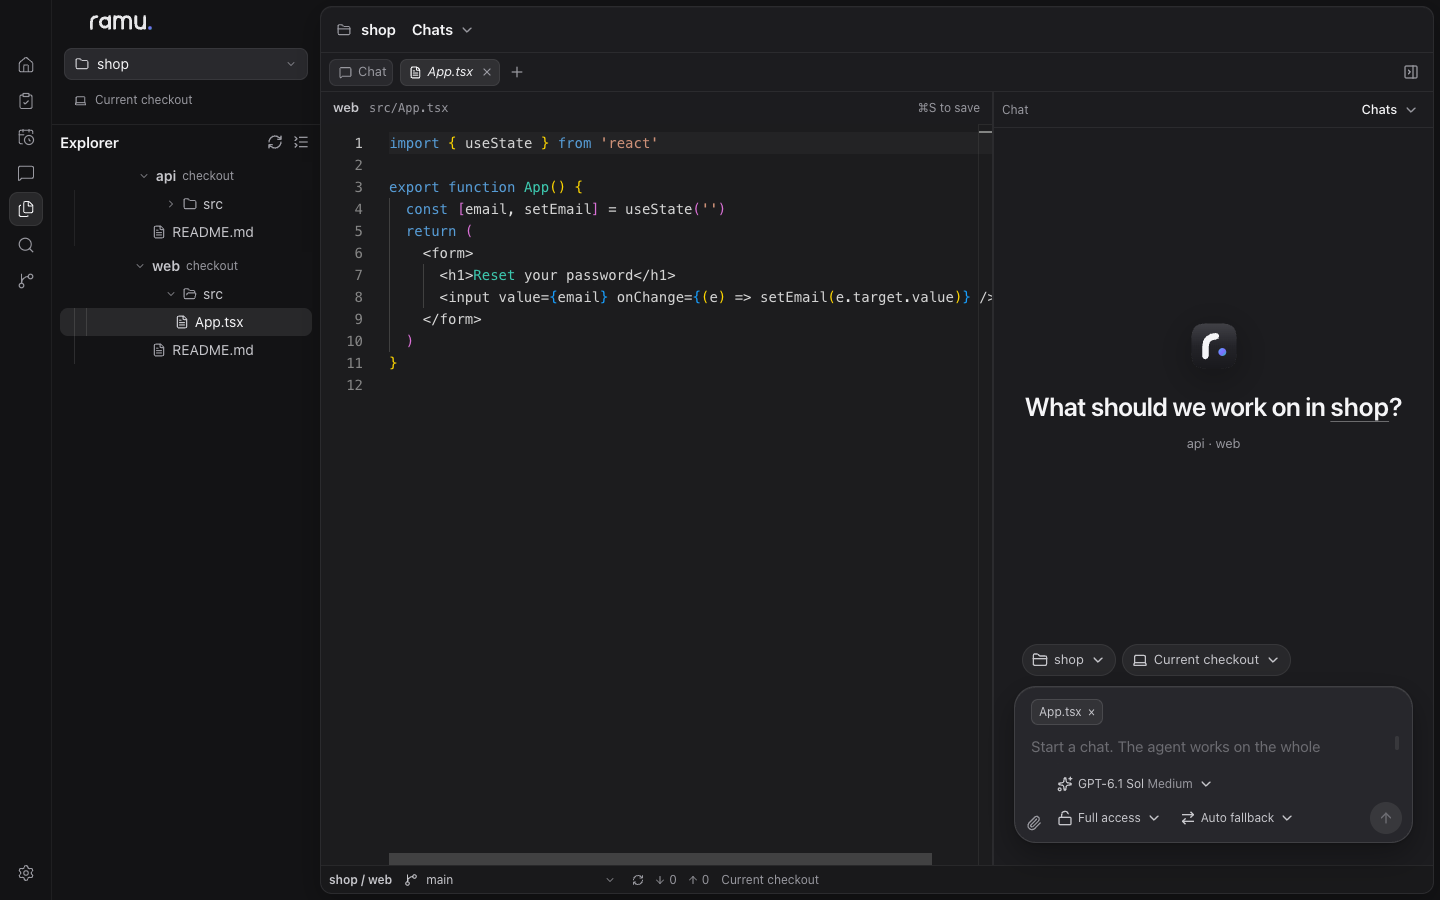 ramu.
shop
Current checkout
Explorer
api checkout
src
README.md
web checkout
src
App.tsx
README.md
shop Chats
Chat App.tsx
web src/App.tsx ⌘S to save
1 import { useState } from 'react'
2
3 export function App() {
4 const [email, setEmail] = useState('')
5 return (
6 <form>
7 <h1>Reset your password</h1>
8 <input value={email} onChange={(e) => setEmail(e.target.value)} />
9 </form>
10 )
11 }
12
Chat Chats
What should we work on in shop?
api · web
shop Current checkout
App.tsx ×
Start a chat. The agent works on the whole
GPT-6.1 Sol Medium
Full access Auto fallback
shop / web main ↓ 0 ↑ 0 Current checkout